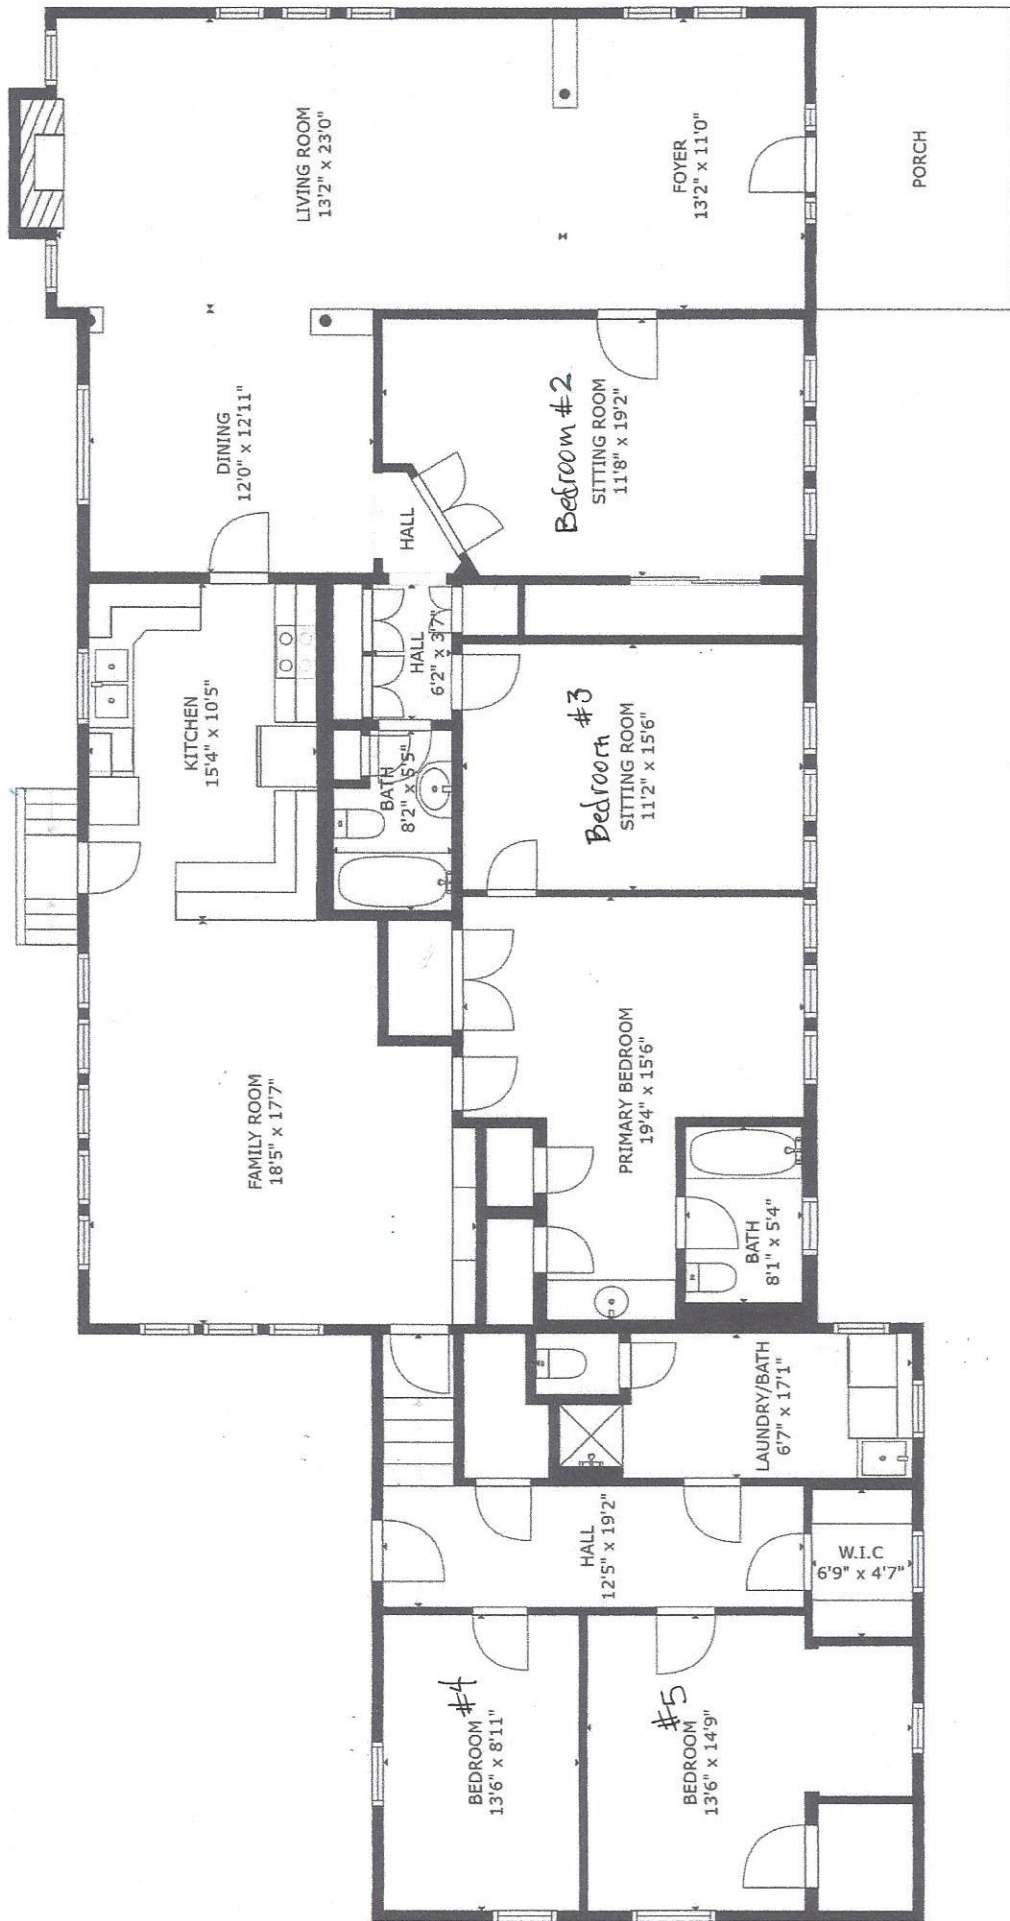 LIVING ROOM
13'2" x 23'0"
FOYER
13'2" x 11'0"
PORCH
DINING
12'0" x 12'11"
HALL
Bedroom #2
SITTING ROOM
11'8" x 19'2"
KITCHEN
15'4" x 10'5"
HALL
6'2" x 3'7"
BATH
8'2" x 5'5"
Bedroom #3
SITTING ROOM
11'2" x 15'6"
FAMILY ROOM
18'5" x 17'7"
PRIMARY BEDROOM
19'4" x 15'6"
BATH
8'1" x 5'4"
LAUNDRY/BATH
6'7" x 17'1"
HALL
12'5" x 19'2"
W.I.C
6'9" x 4'7"
BEDROOM #4
13'6" x 8'11"
#5
BEDROOM
13'6" x 14'9"